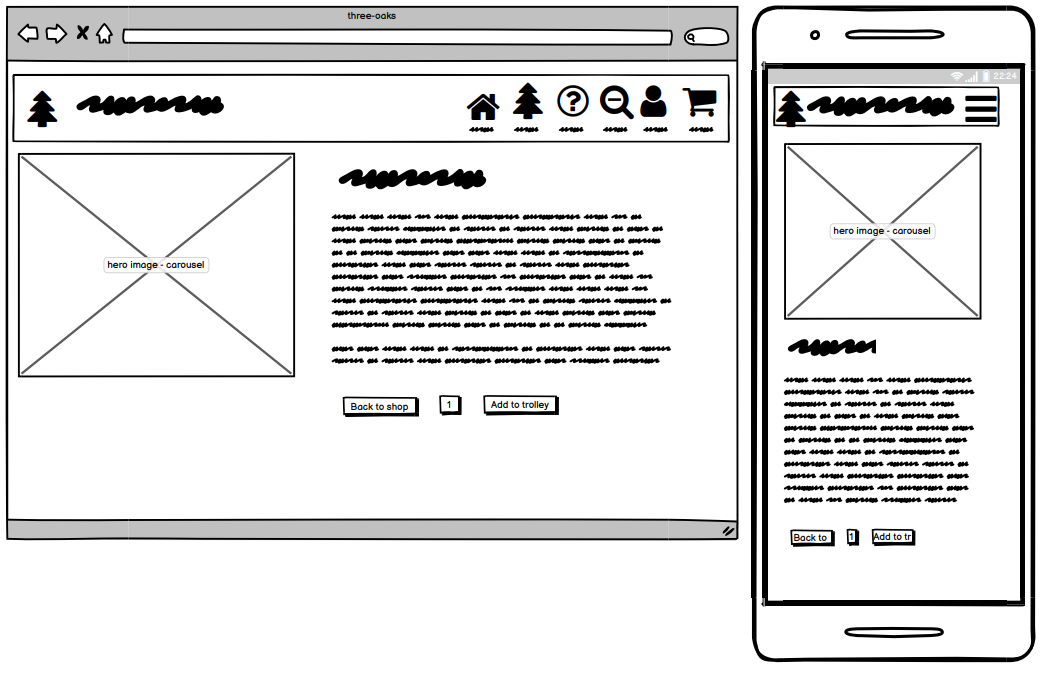 three-oaks
hero image - carousel
Back to shop
1
Add to trolley
22:24
hero image - carousel
Back to
1
Add to tr